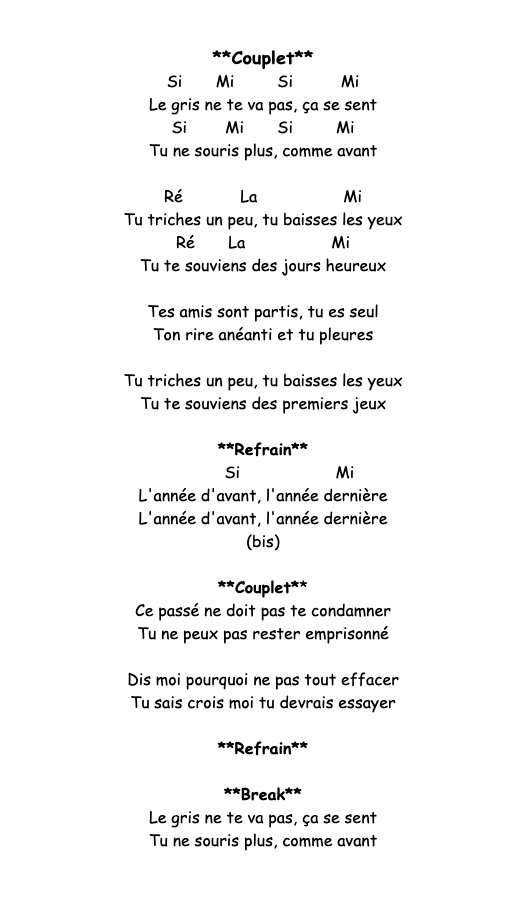 **Couplet**
Si Mi Si Mi
Le gris ne te va pas, ça se sent
Si Mi Si Mi
Tu ne souris plus, comme avant
Ré La Mi
Tu triches un peu, tu baisses les yeux
Ré La Mi
Tu te souviens des jours heureux
Tes amis sont partis, tu es seul
Ton rire anéanti et tu pleures
Tu triches un peu, tu baisses les yeux
Tu te souviens des premiers jeux
**Refrain**
Si Mi
L'année d'avant, l'année dernière
L'année d'avant, l'année dernière
(bis)
**Couplet**
Ce passé ne doit pas te condamner
Tu ne peux pas rester emprisonné
Dis moi pourquoi ne pas tout effacer
Tu sais crois moi tu devrais essayer
**Refrain**
**Break**
Le gris ne te va pas, ça se sent
Tu ne souris plus, comme avant